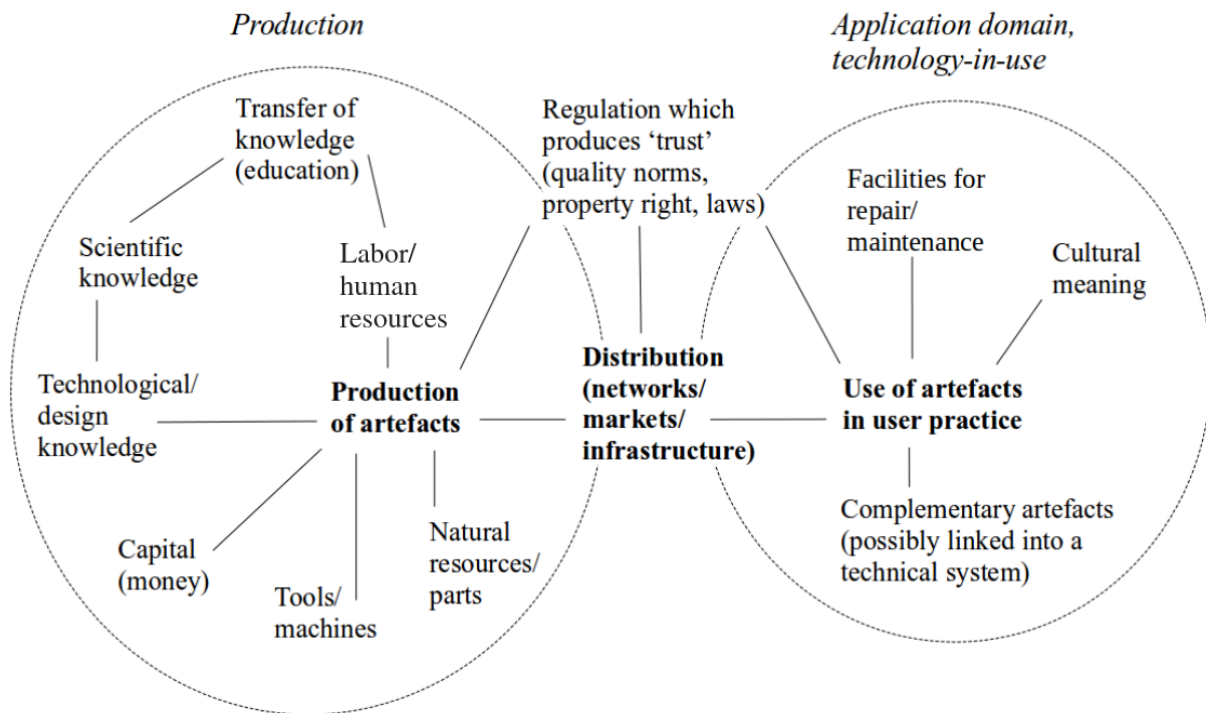 Production
Application domain,
technology-in-use
Transfer of
knowledge
(education)
Regulation which
produces ‘trust’
(quality norms,
property right, laws)
Facilities for
repair/
maintenance
Scientific
knowledge
Labor/
human
resources
Cultural
meaning
Technological/
design
knowledge
Production
of artefacts
Distribution
(networks/
markets/
infrastructure)
Use of artefacts
in user practice
Capital
(money)
Tools/
machines
Natural
resources/
parts
Complementary artefacts
(possibly linked into a
technical system)